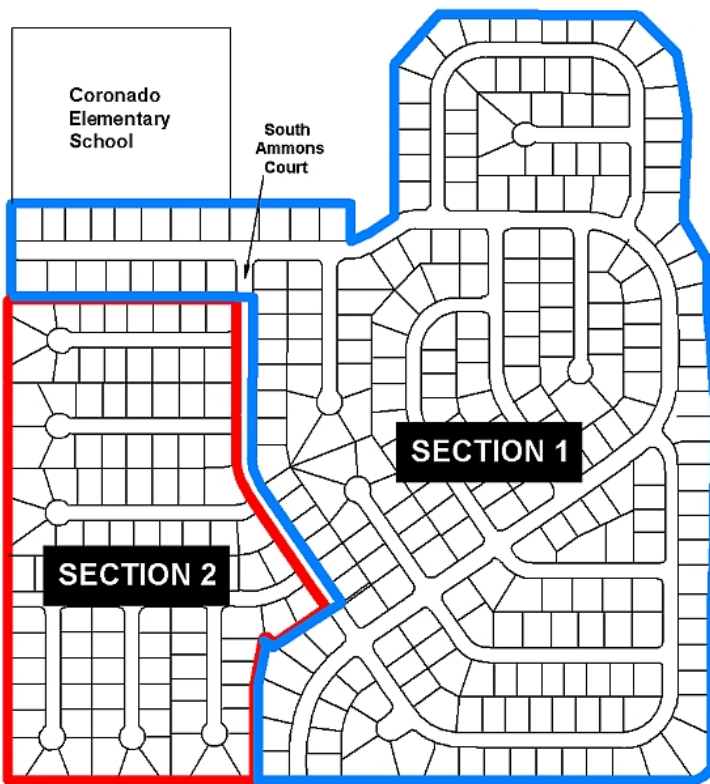 Coronado
Elementary
School
South
Ammons
Court
SECTION 1
SECTION 2